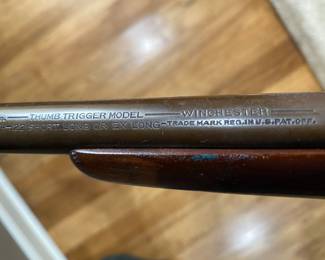 THUMB TRIGGER MODEL — WINCHESTER —
22 SHORT LONG OR EX. LONG — TRADE MARK REG. IN U.S. PAT. OFF.